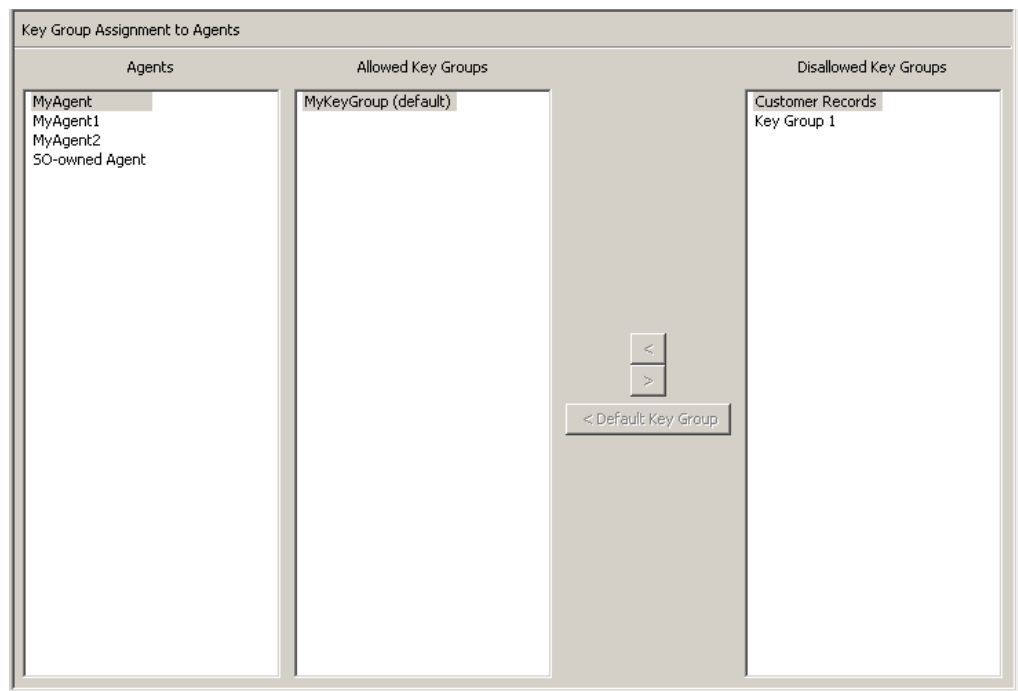 Key Group Assignment to Agents
Agents
Allowed Key Groups
Disallowed Key Groups
MyAgent
MyAgent1
MyAgent2
SO-owned Agent
MyKeyGroup (default)
<
>
< Default Key Group
Customer Records
Key Group 1